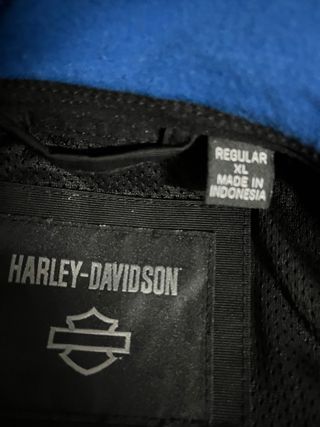 REGULAR
XL
MADE IN
INDONESIA
HARLEY-DAVIDSON